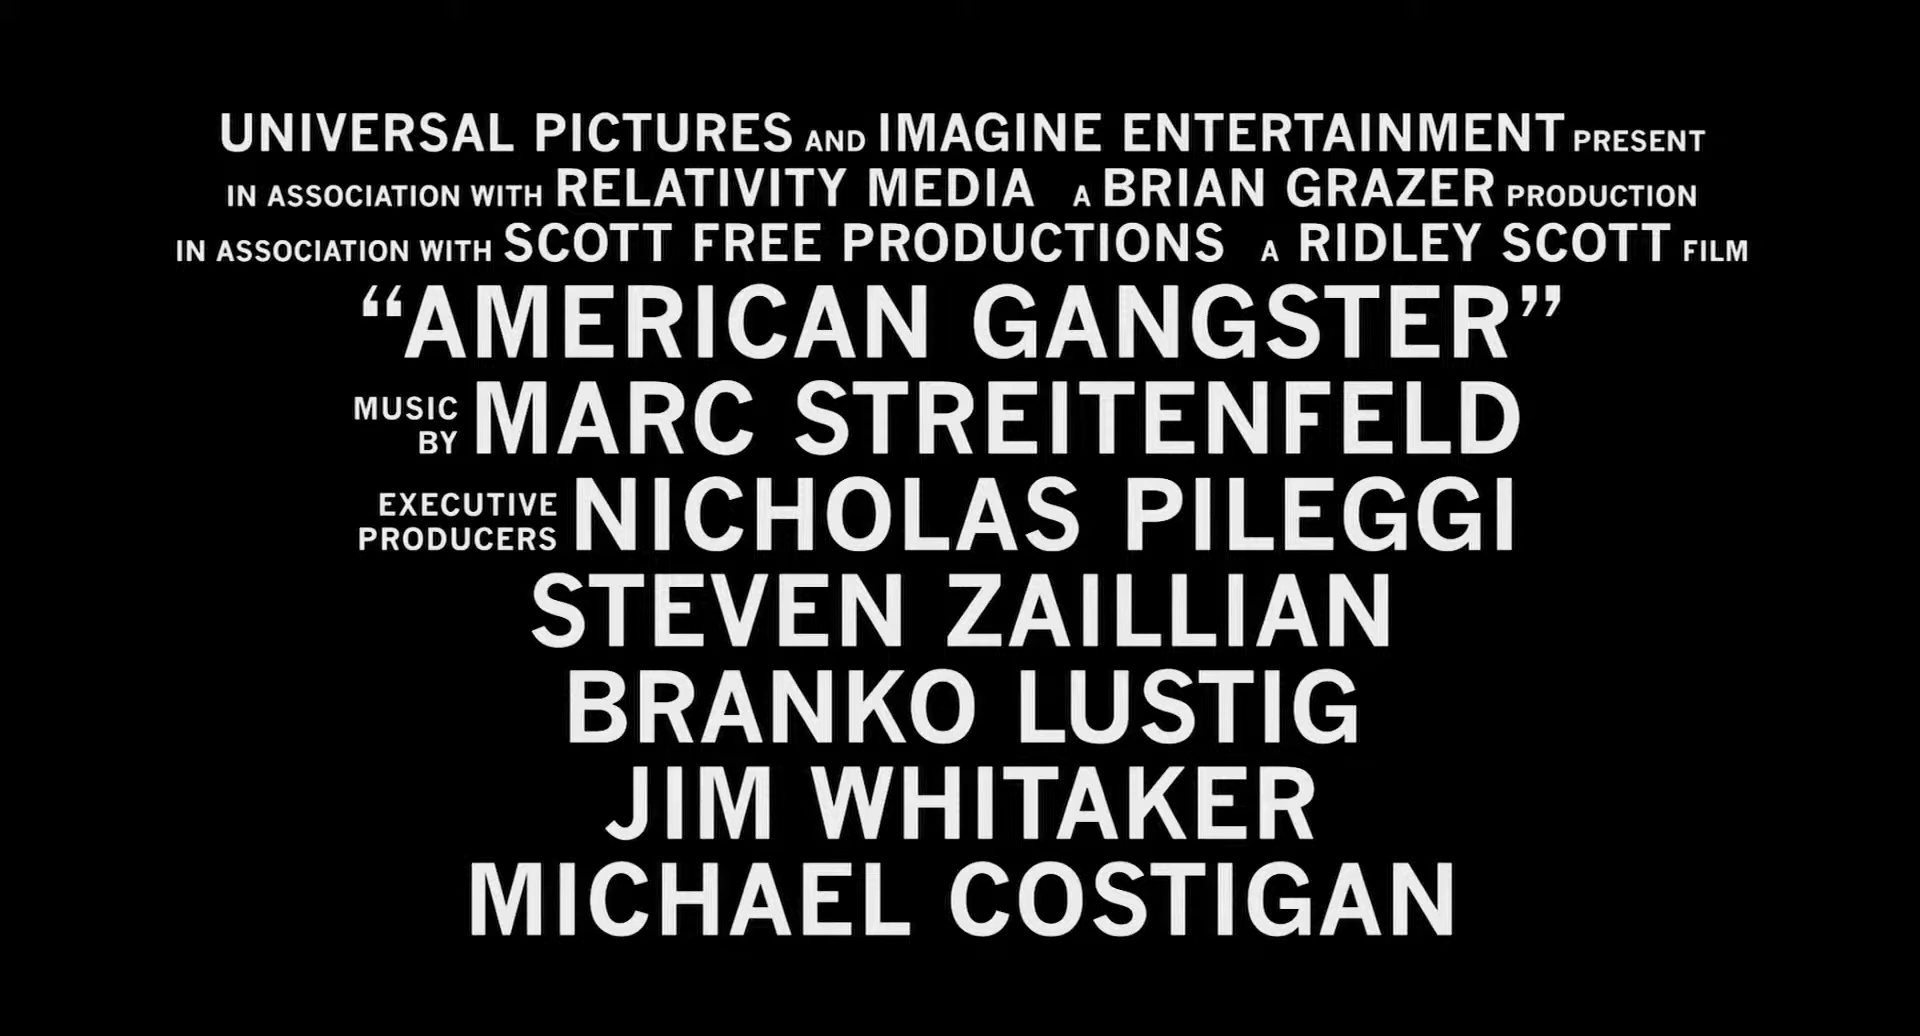 UNIVERSAL PICTURES AND IMAGINE ENTERTAINMENT PRESENT
IN ASSOCIATION WITH RELATIVITY MEDIA A BRIAN GRAZER PRODUCTION
IN ASSOCIATION WITH SCOTT FREE PRODUCTIONS A RIDLEY SCOTT FILM
“AMERICAN GANGSTER”
MUSIC BY MARC STREITENFELD
EXECUTIVE PRODUCERS NICHOLAS PILEGGI
STEVEN ZAILLIAN
BRANKO LUSTIG
JIM WHITAKER
MICHAEL COSTIGAN